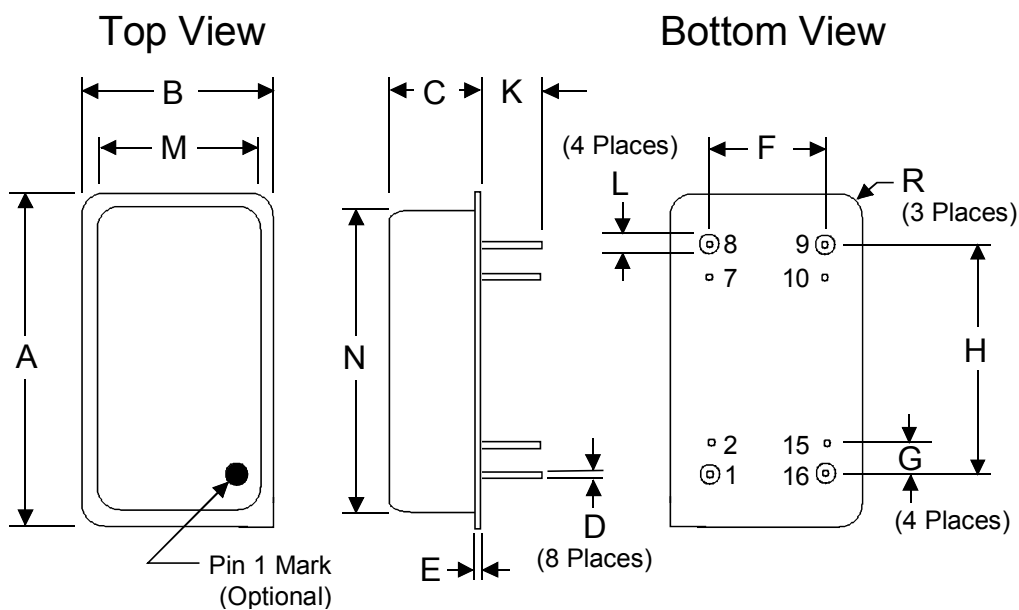 Top View
Bottom View
B
M
A
Pin 1 Mark
(Optional)
C
K
N
E
D
(8 Places)
(4 Places)
L
F
R
(3 Places)
8
9
7
10
H
2
15
G
1
16
(4 Places)